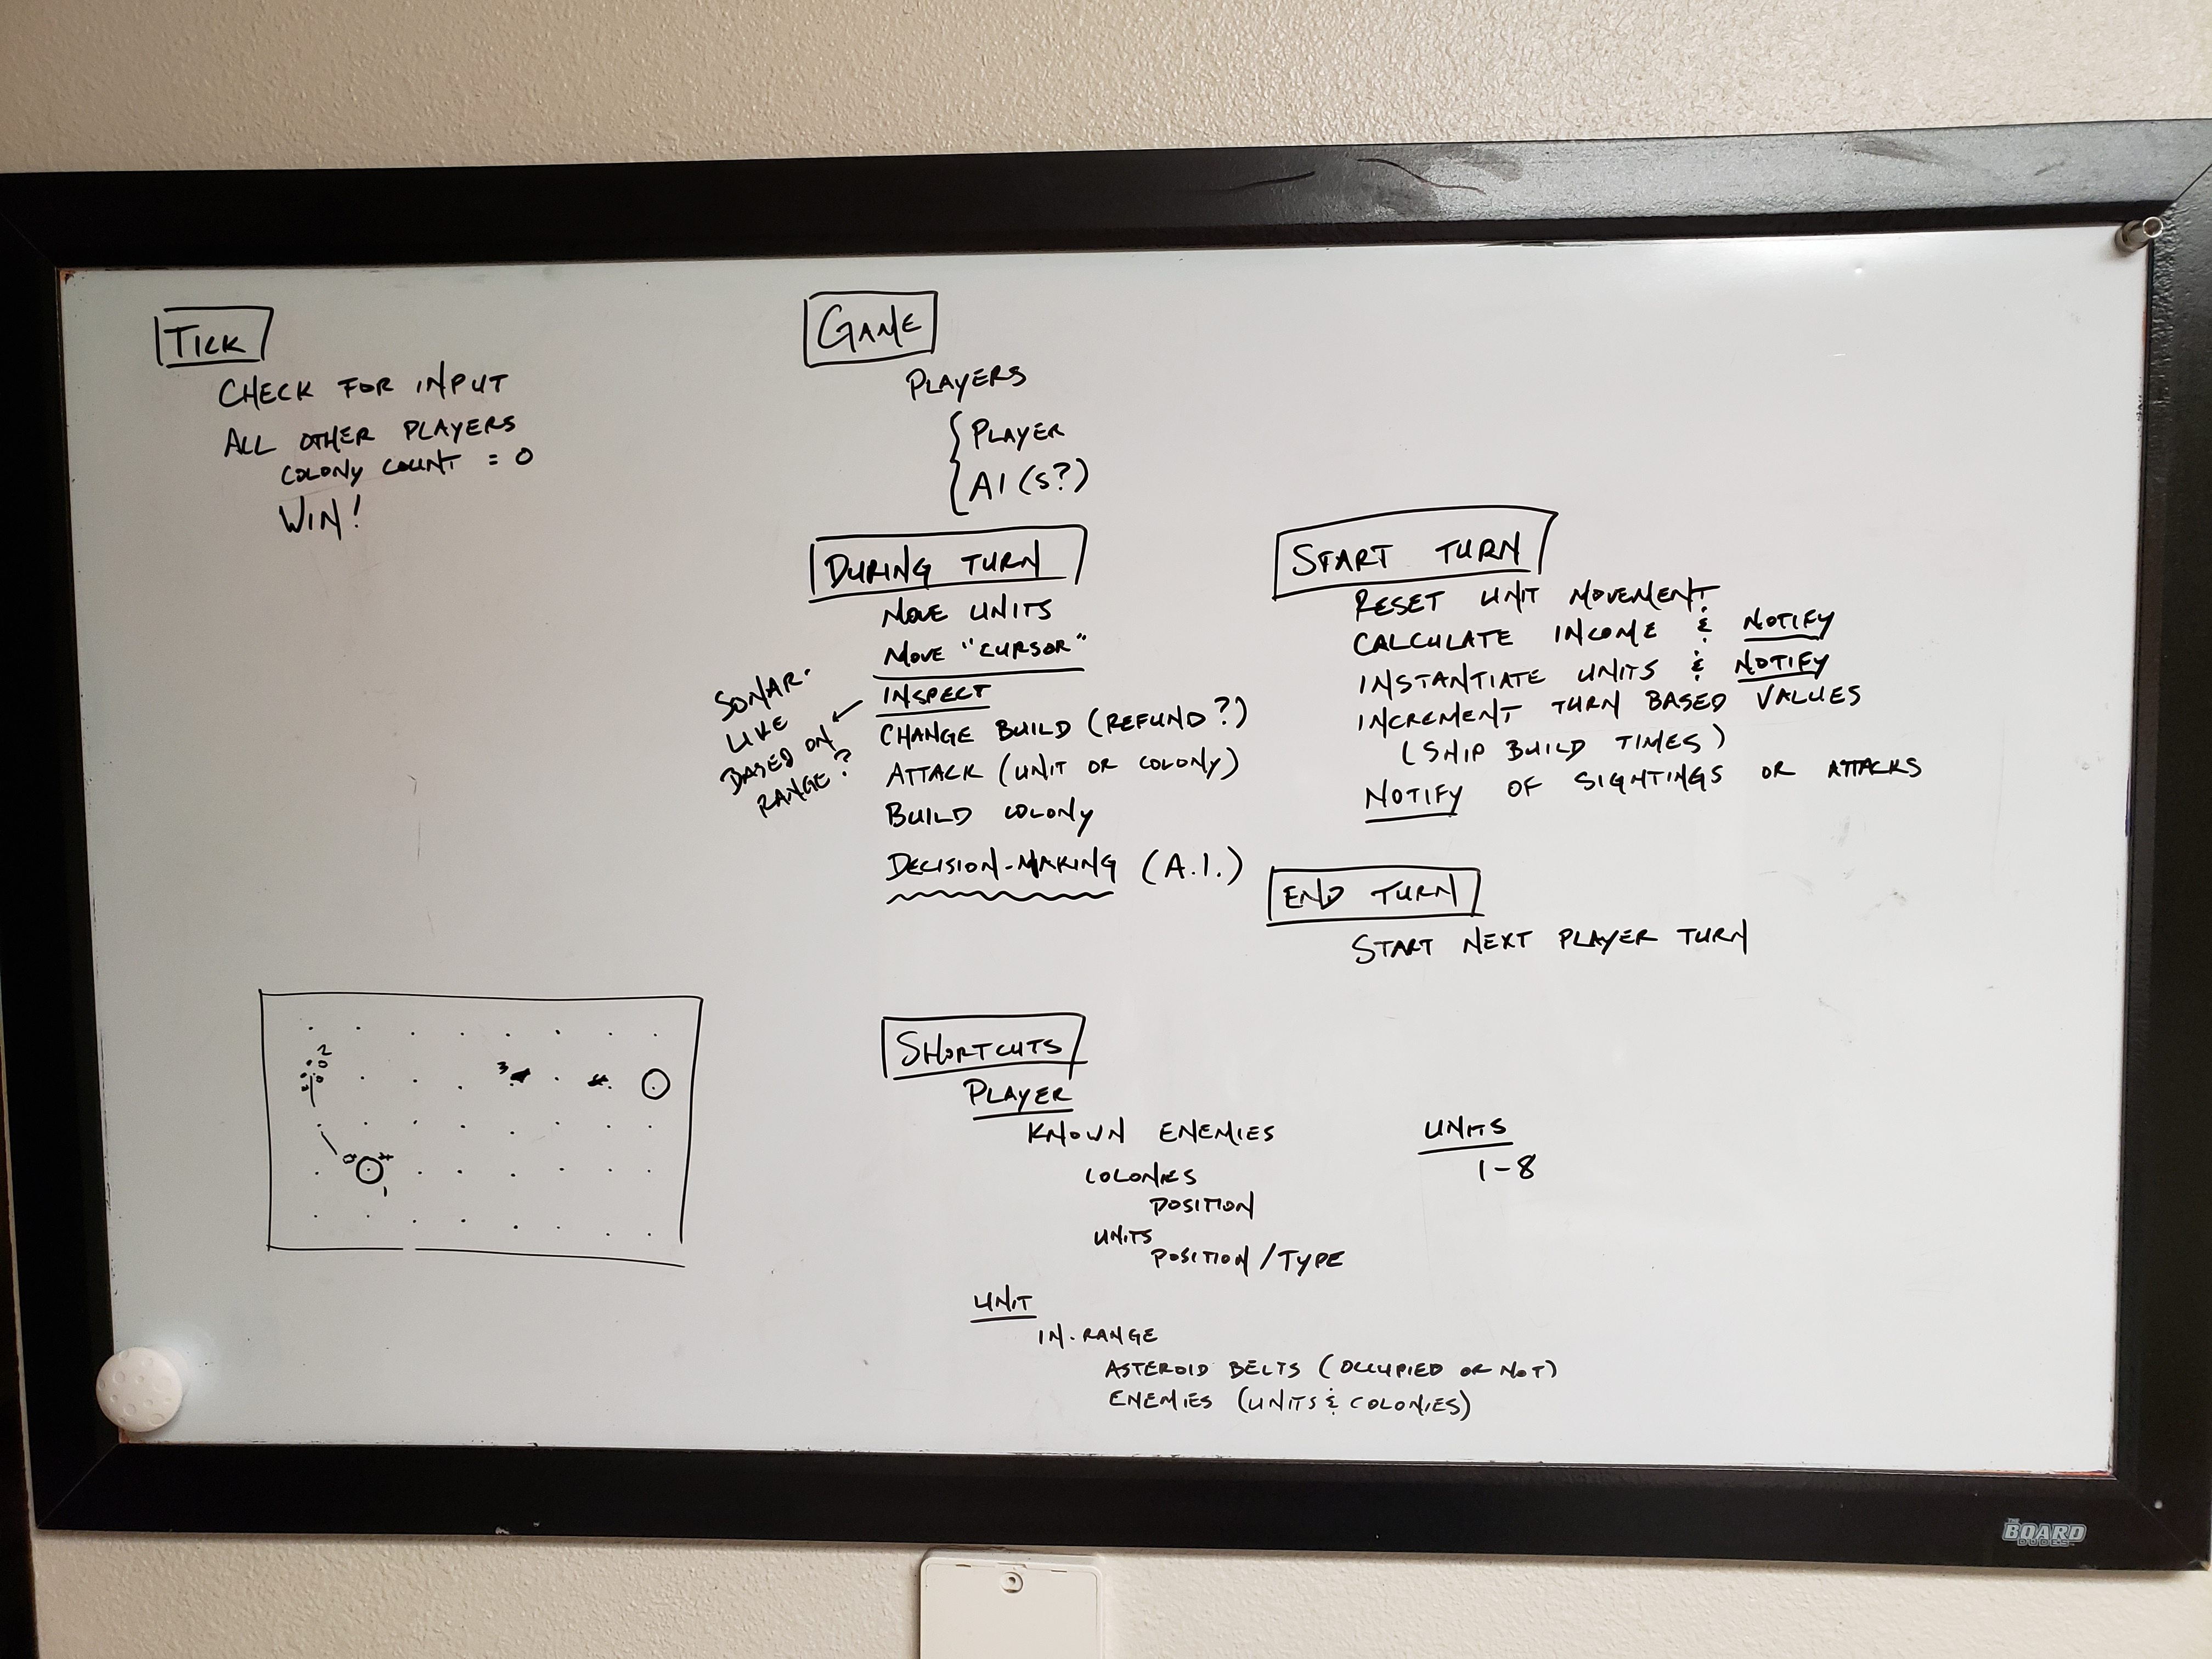 TICK
CHECK FOR INPUT
ALL OTHER PLAYERS
COLONY COUNT = 0
WIN!
GAME
PLAYERS
PLAYER
AI (S?)
DURING TURN
MOVE UNITS
MOVE "CURSOR"
INSPECT
SONAR-
LIKE
BASED ON
RANGE?
CHANGE BUILD (REFUND?)
ATTACK (UNIT OR COLONY)
BUILD COLONY
DECISION-MAKING (A.I.)
START TURN
RESET UNIT MOVEMENT
CALCULATE INCOME & NOTIFY
INSTANTIATE UNITS & NOTIFY
INCREMENT TURN BASED VALUES
(SHIP BUILD TIMES)
NOTIFY OF SIGHTINGS OR ATTACKS
END TURN
START NEXT PLAYER TURN
2
3
1
SHORTCUTS
PLAYER
KNOWN ENEMIES
COLONIES
POSITION
UNITS
POSITION/TYPE
UNIT
IN-RANGE
ASTEROID BELTS (OCCUPIED OR NOT)
ENEMIES (UNITS & COLONIES)
UNITS
1-8
THE
BOARD
DUDES